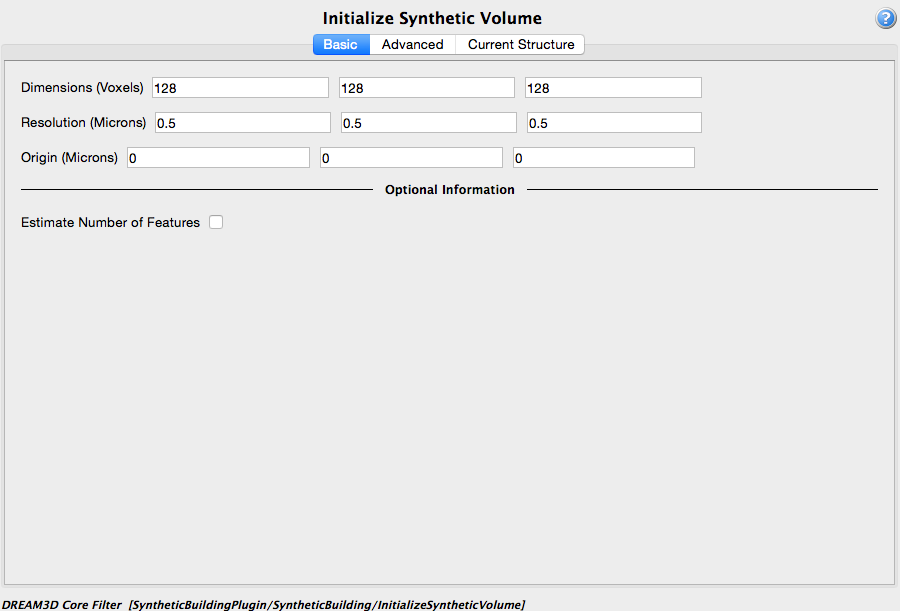 Initialize Synthetic Volume
?
Basic Advanced Current Structure
Dimensions (Voxels) 128 128 128
Resolution (Microns) 0.5 0.5 0.5
Origin (Microns) 0 0 0
Optional Information
Estimate Number of Features
DREAM3D Core Filter [SyntheticBuildingPlugin/SyntheticBuilding/InitializeSyntheticVolume]